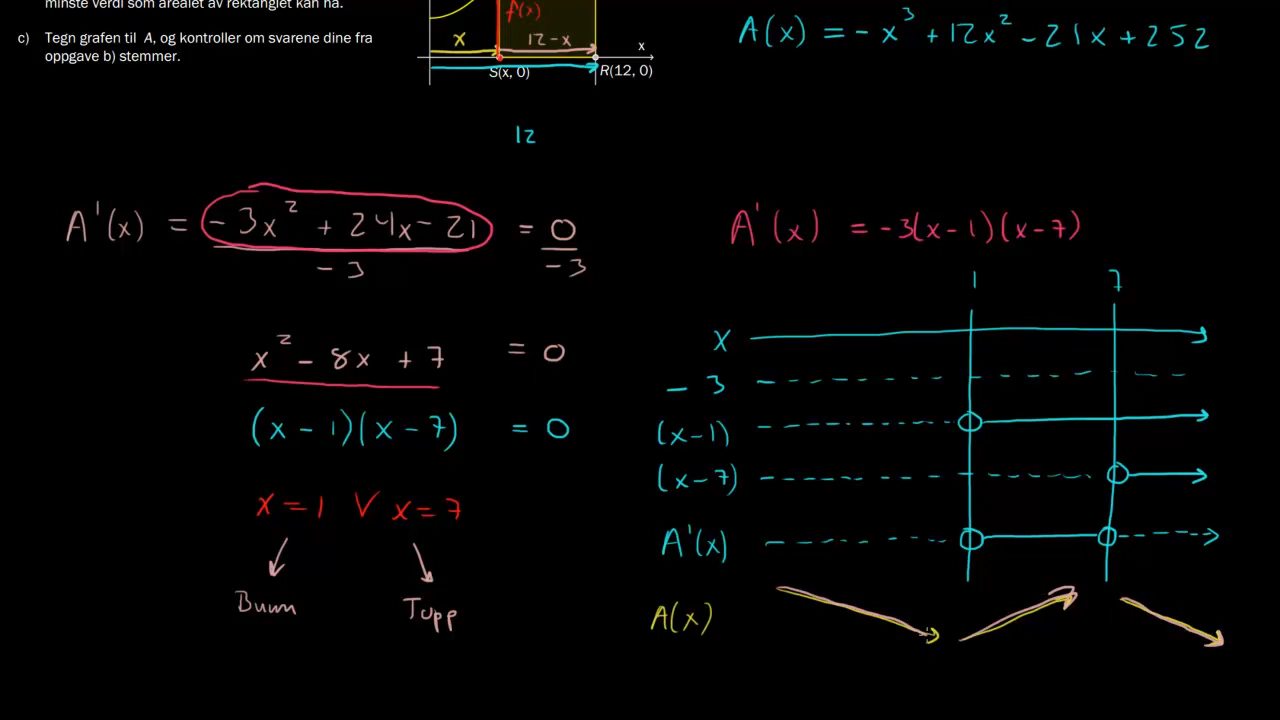 minste verdi som arealet av rektanglet kan ha.
c) Tegn grafen til A, og kontroller om svarene dine fra
oppgave b) stemmer.
f(x)
x
12-x
x
S(x, 0)
R(12, 0)
A(x) = -x³ + 12x² - 21x + 252
12
A'(x) = -3x² + 24x - 21 = 0
-3 -3
x² - 8x + 7 = 0
(x - 1)(x - 7) = 0
x = 1 V x = 7
Bunn Topp
A'(x) = -3(x-1)(x-7)
1 7
X
- 3
(x-1)
(x-7)
A'(x)
A(x)